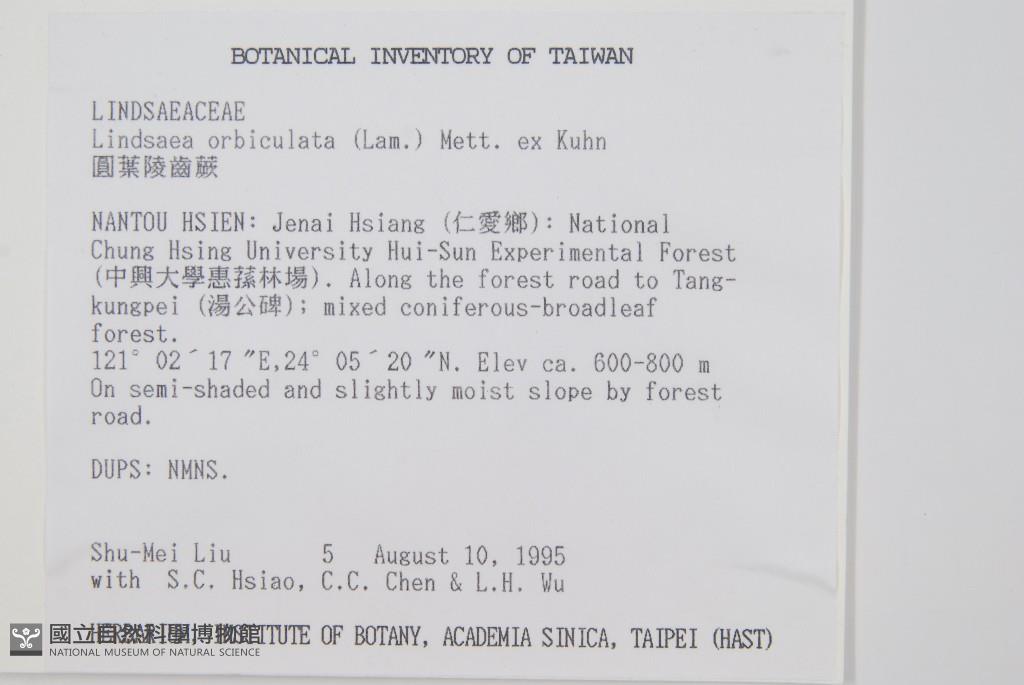 BOTANICAL INVENTORY OF TAIWAN
LINDSAEACEAE
Lindsaea orbiculata (Lam.) Mett. ex Kuhn
圓葉陵齒蕨
NANTOU HSIEN: Jenai Hsiang (仁愛鄉): National
Chung Hsing University Hui-Sun Experimental Forest
(中興大學惠蓀林場). Along the forest road to Tang-
kungpei (湯公碑); mixed coniferous-broadleaf
forest.
121° 02´17 ″E,24° 05´20 ″N. Elev ca. 600-800 m
On semi-shaded and slightly moist slope by forest
road.
DUPS: NMNS.
Shu-Mei Liu 5 August 10, 1995
with S.C. Hsiao, C.C. Chen & L.H. Wu
INSTITUTE OF BOTANY, ACADEMIA SINICA, TAIPEI (HAST)
國立自然科學博物館
NATIONAL MUSEUM OF NATURAL SCIENCE